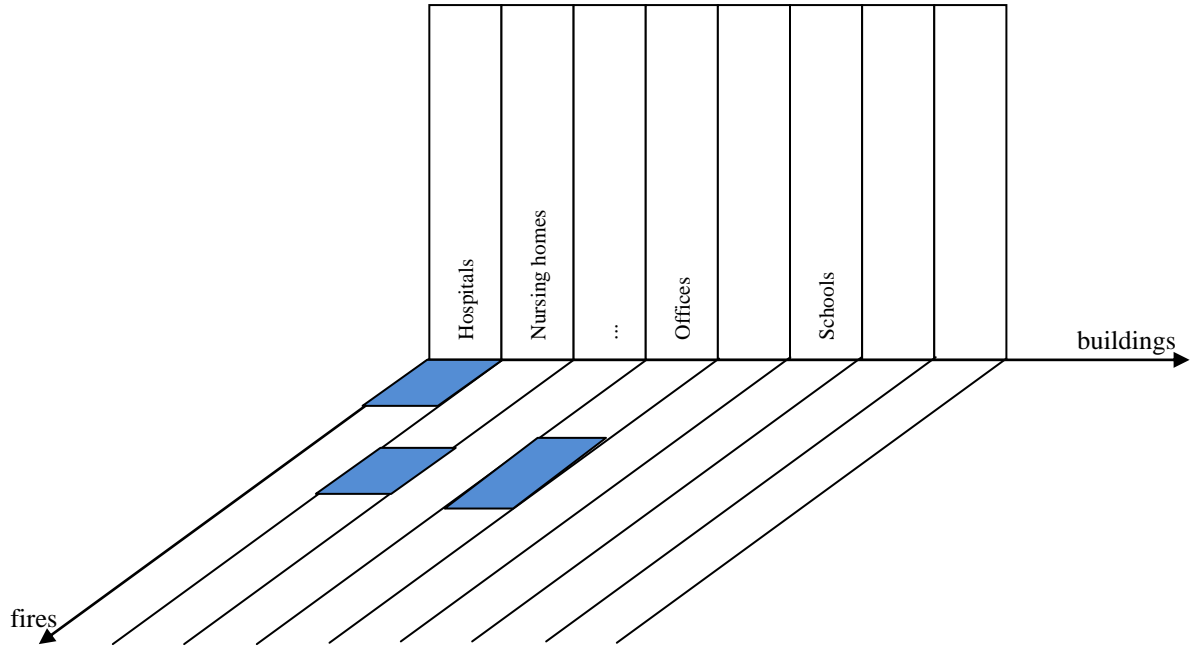 Hospitals
Nursing homes
...
Offices
Schools
buildings
fires